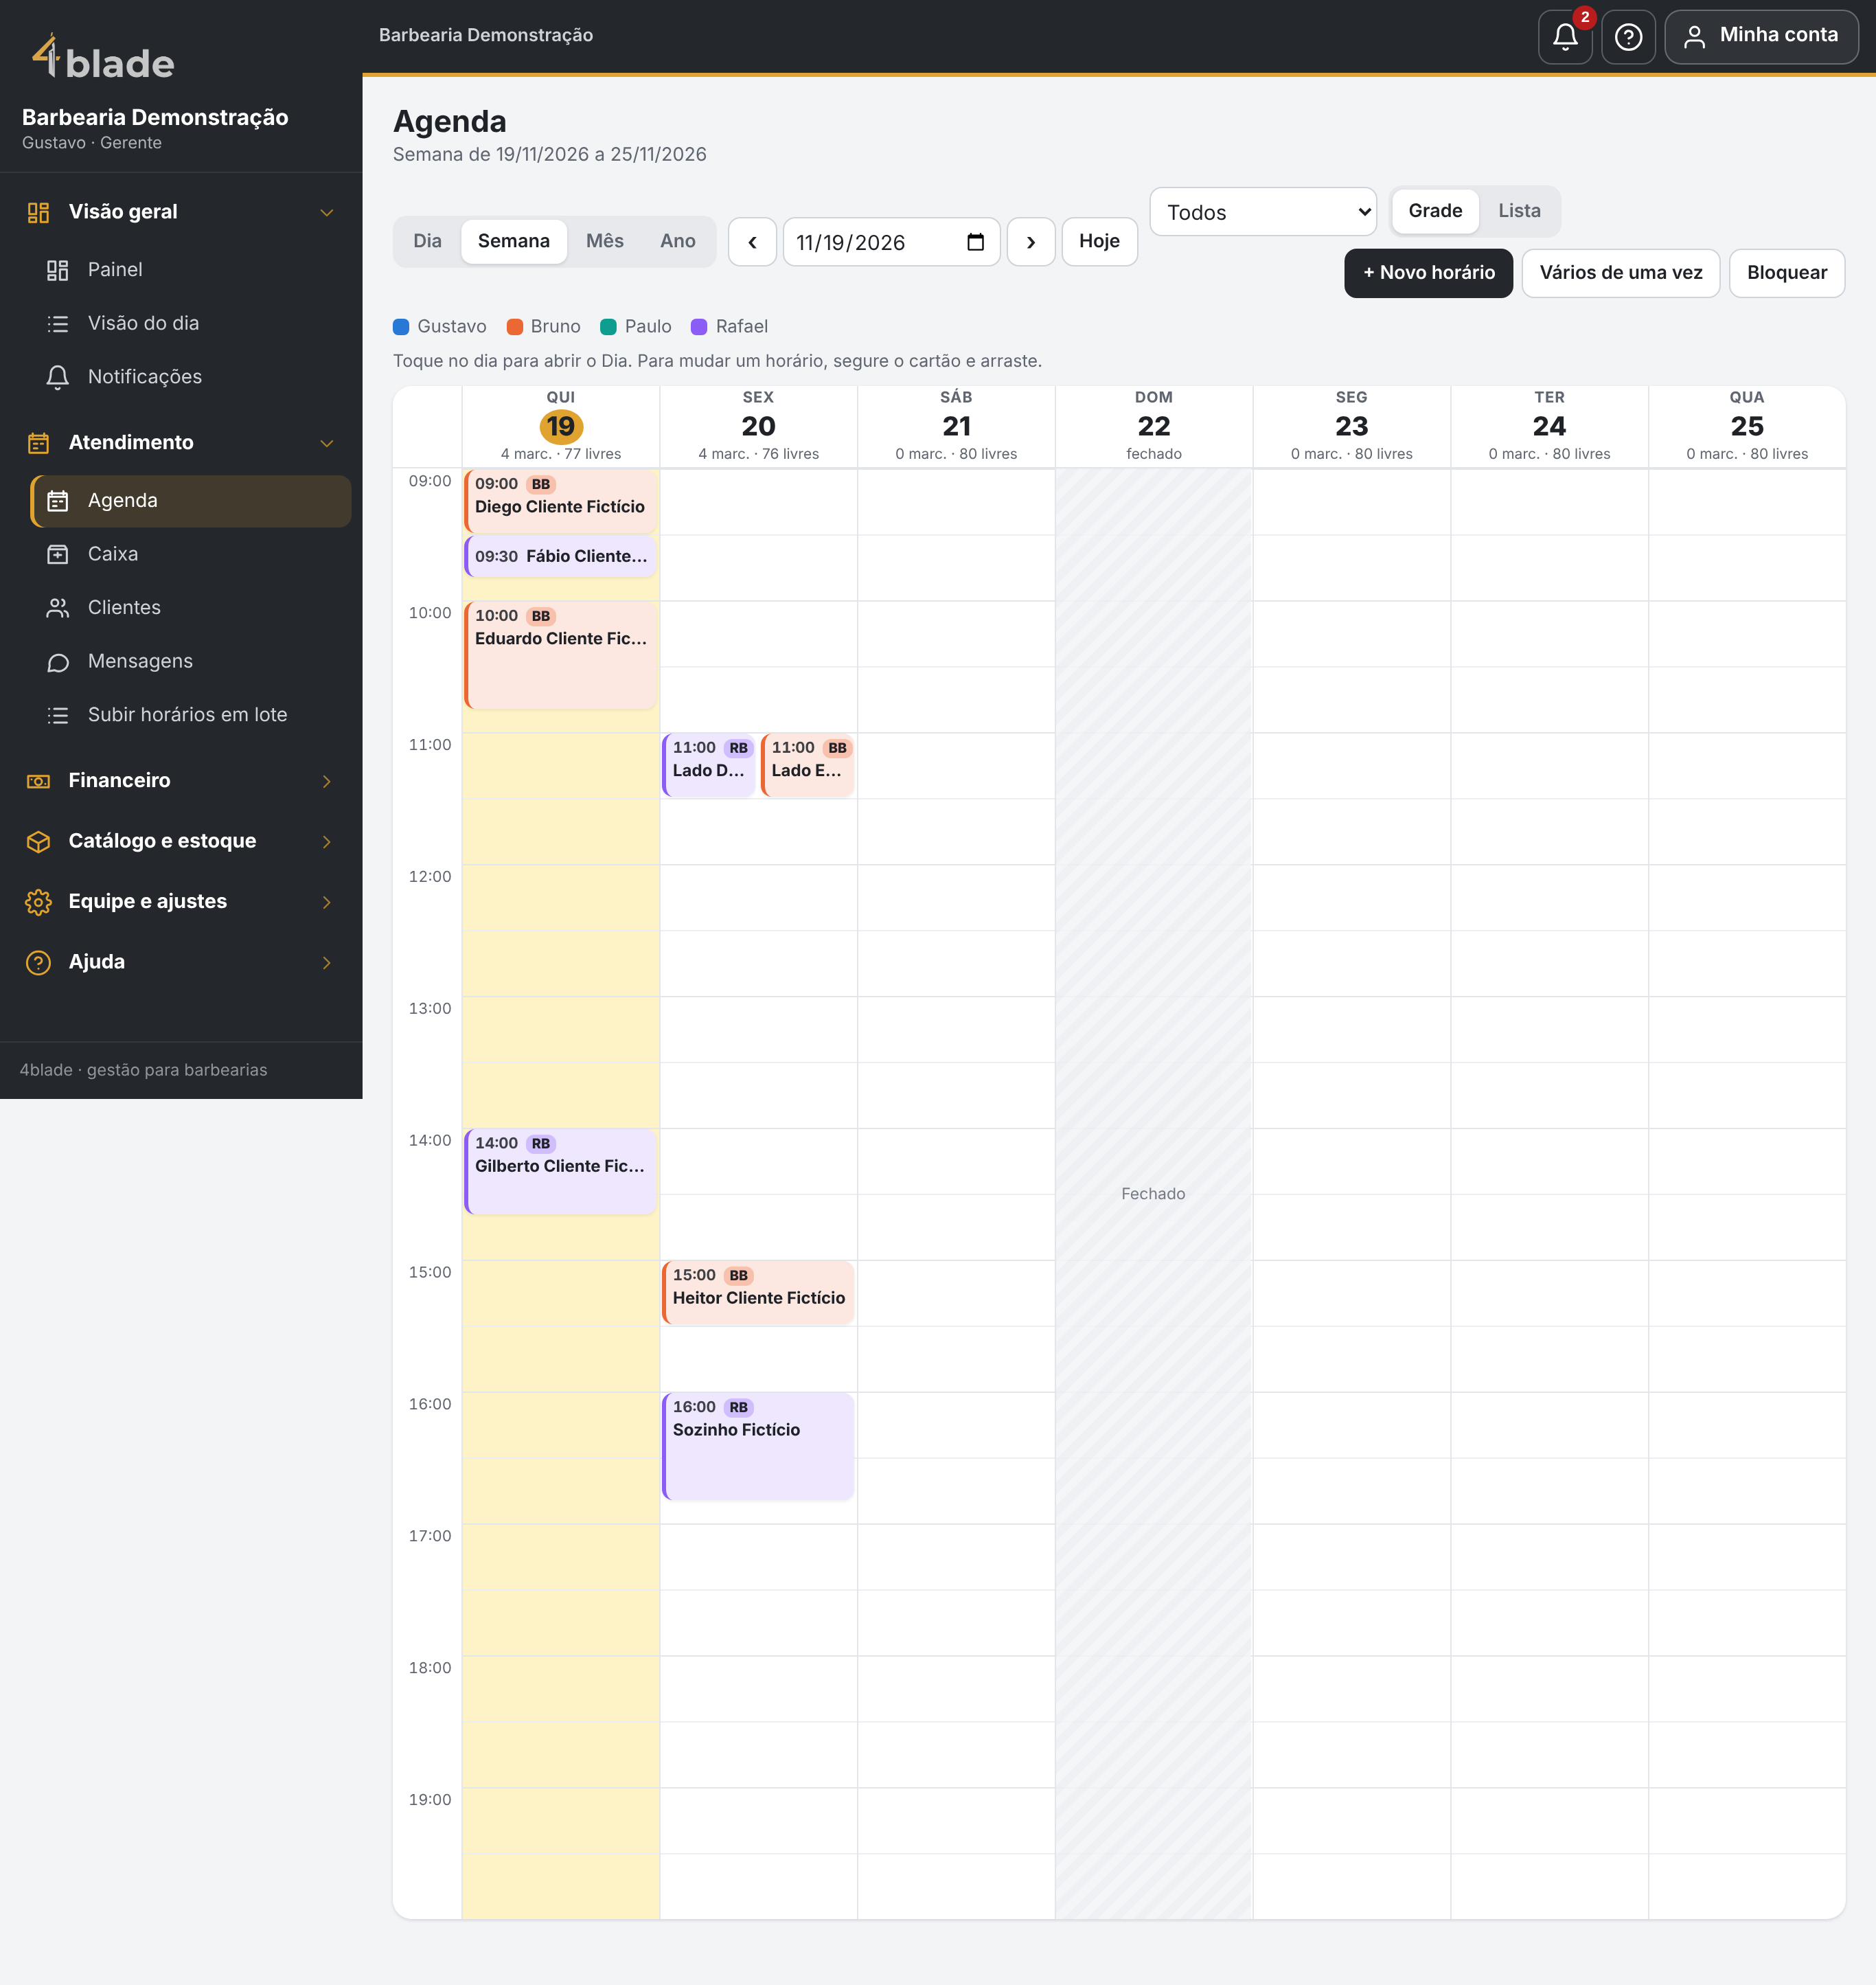 4blade
Barbearia Demonstração
Gustavo · Gerente
Visão geral
Painel
Visão do dia
Notificações
Atendimento
Agenda
Caixa
Clientes
Mensagens
Subir horários em lote
Financeiro
Catálogo e estoque
Equipe e ajustes
Ajuda
4blade · gestão para barbearias
Barbearia Demonstração
2
Minha conta
Agenda
Semana de 19/11/2026 a 25/11/2026
Dia Semana Mês Ano
11/19/2026
Hoje
Todos
Grade Lista
+ Novo horário Vários de uma vez Bloquear
Gustavo Bruno Paulo Rafael
Toque no dia para abrir o Dia. Para mudar um horário, segure o cartão e arraste.
QUI SEX SÁB DOM SEG TER QUA
19 20 21 22 23 24 25
4 marc. · 77 livres 4 marc. · 76 livres 0 marc. · 80 livres fechado 0 marc. · 80 livres 0 marc. · 80 livres 0 marc. · 80 livres
09:00
09:00 BB
Diego Cliente Fictício
09:30 Fábio Cliente...
10:00
10:00 BB
Eduardo Cliente Fic...
11:00
11:00 RB
Lado D...
11:00 BB
Lado E...
12:00
13:00
14:00
14:00 RB
Gilberto Cliente Fic...
Fechado
15:00
15:00 BB
Heitor Cliente Fictício
16:00
16:00 RB
Sozinho Fictício
17:00
18:00
19:00